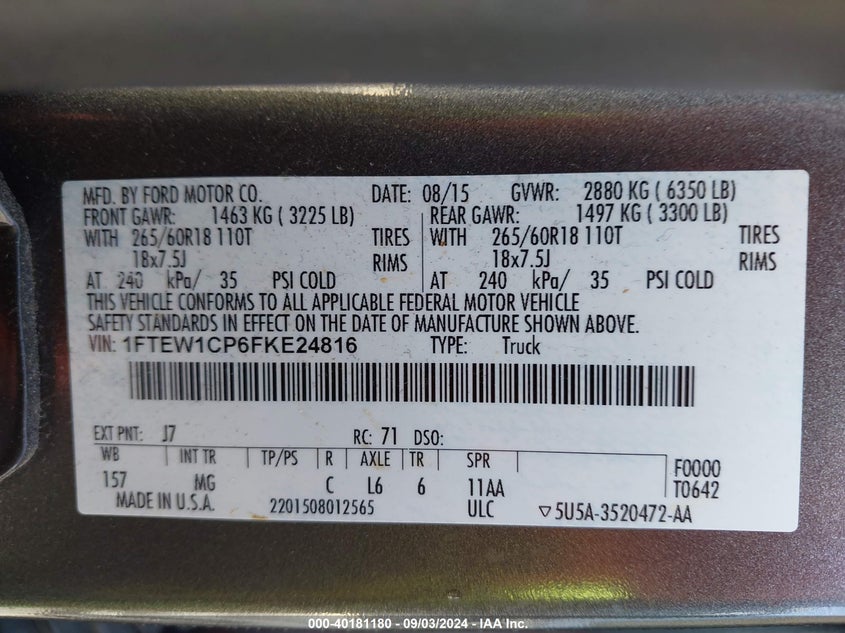 MFD. BY FORD MOTOR CO. DATE: 08/15 GVWR: 2880 KG ( 6350 LB)
FRONT GAWR: 1463 KG ( 3225 LB) REAR GAWR: 1497 KG ( 3300 LB)
WITH 265/60R18 110T TIRES WITH 265/60R18 110T TIRES
18x7.5J RIMS 18x7.5J RIMS
AT 240 kPa/ 35 PSI COLD AT 240 kPa/ 35 PSI COLD
THIS VEHICLE CONFORMS TO ALL APPLICABLE FEDERAL MOTOR VEHICLE
SAFETY STANDARDS IN EFFECT ON THE DATE OF MANUFACTURE SHOWN ABOVE.
VIN: 1FTEW1CP6FKE24816 TYPE: Truck
EXT PNT: J7 RC: 71 DSO:
WB INT TR TP/PS R AXLE TR SPR F0000
157 MG C L6 6 11AA T0642
MADE IN U.S.A. 2201508012565 ULC ▽5U5A-3520472-AA
000-40181180 - 09/03/2024 - IAA Inc.